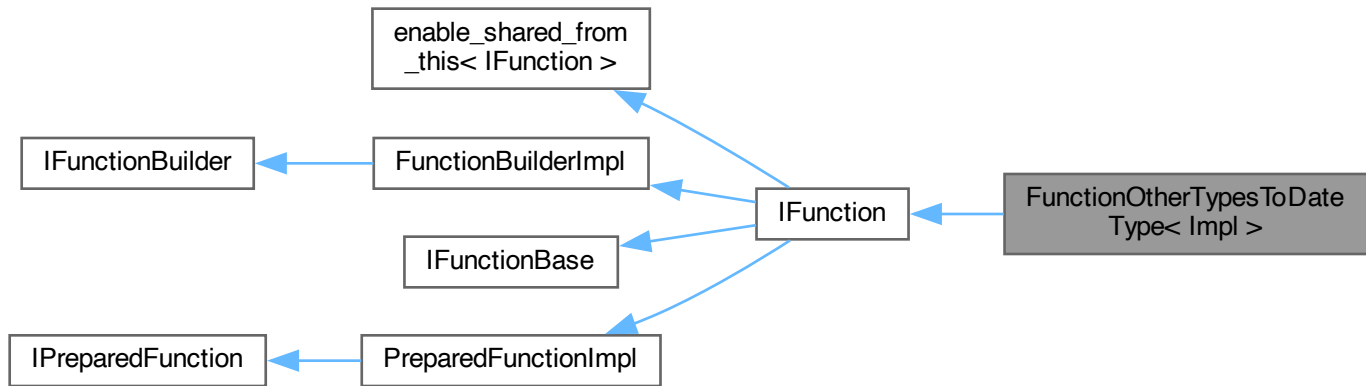 enable_shared_from
_this< IFunction >
IFunctionBuilder
FunctionBuilderImpl
IFunction
FunctionOtherTypesToDate
Type< Impl >
IFunctionBase
IPreparedFunction
PreparedFunctionImpl